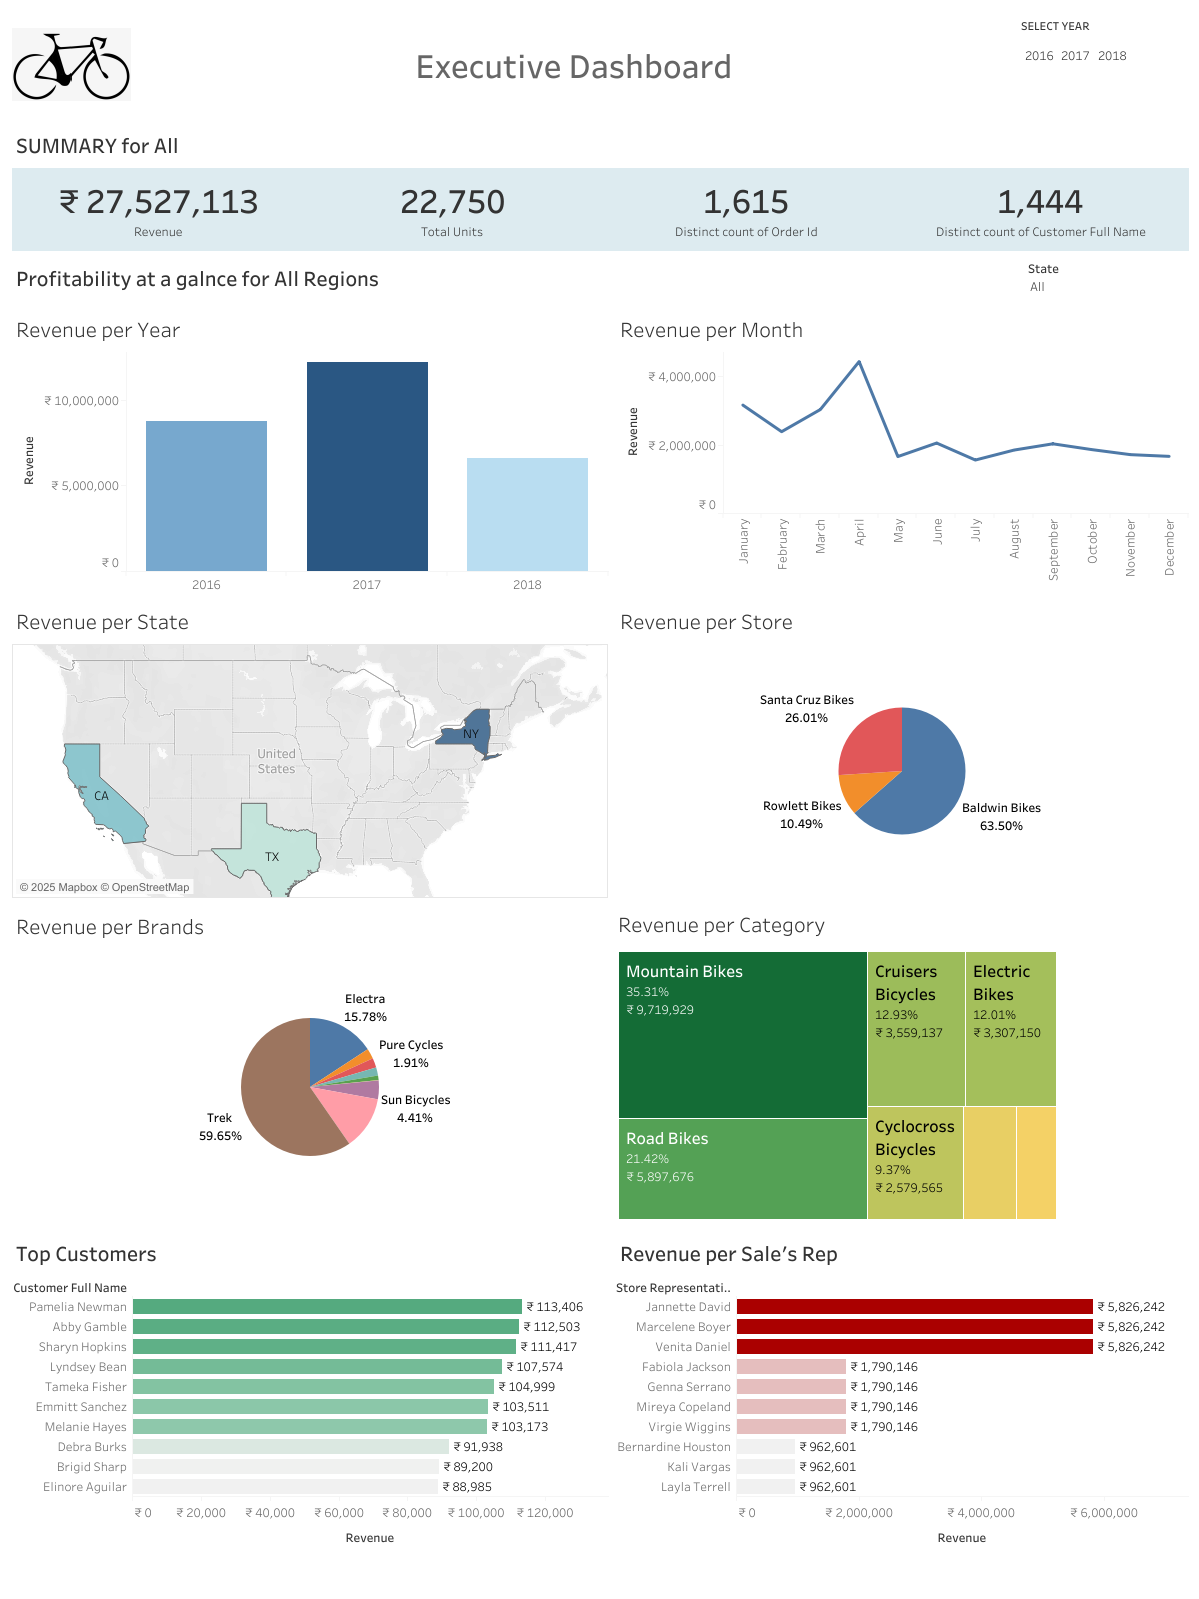 SELECT YEAR
Executive Dashboard
2016 2017 2018
SUMMARY for All
₹ 27,527,113
Revenue
22,750
Total Units
1,615
Distinct count of Order Id
1,444
Distinct count of Customer Full Name
Profitability at a galnce for All Regions
State
All
Revenue per Year
Revenue
₹ 10,000,000
₹ 5,000,000
₹ 0
2016
2017
2018
Revenue per Month
Revenue
₹ 4,000,000
₹ 2,000,000
₹ 0
January
February
March
April
May
June
July
August
September
October
November
December
Revenue per State
United
States
NY
CA
TX
© 2025 Mapbox © OpenStreetMap
Revenue per Store
Santa Cruz Bikes
26.01%
Rowlett Bikes
10.49%
Baldwin Bikes
63.50%
Revenue per Brands
Electra
15.78%
Pure Cycles
1.91%
Sun Bicycles
4.41%
Trek
59.65%
Revenue per Category
Mountain Bikes
35.31%
₹ 9,719,929
Cruisers
Bicycles
12.93%
₹ 3,559,137
Electric
Bikes
12.01%
₹ 3,307,150
Road Bikes
21.42%
₹ 5,897,676
Cyclocross
Bicycles
9.37%
₹ 2,579,565
Top Customers
Customer Full Name
Pamelia Newman ₹ 113,406
Abby Gamble ₹ 112,503
Sharyn Hopkins ₹ 111,417
Lyndsey Bean ₹ 107,574
Tameka Fisher ₹ 104,999
Emmitt Sanchez ₹ 103,511
Melanie Hayes ₹ 103,173
Debra Burks ₹ 91,938
Brigid Sharp ₹ 89,200
Elinore Aguilar ₹ 88,985
₹ 0 ₹ 20,000 ₹ 40,000 ₹ 60,000 ₹ 80,000 ₹ 100,000 ₹ 120,000
Revenue
Revenue per Sale's Rep
Store Representati..
Jannette David ₹ 5,826,242
Marcelene Boyer ₹ 5,826,242
Venita Daniel ₹ 5,826,242
Fabiola Jackson ₹ 1,790,146
Genna Serrano ₹ 1,790,146
Mireya Copeland ₹ 1,790,146
Virgie Wiggins ₹ 1,790,146
Bernardine Houston ₹ 962,601
Kali Vargas ₹ 962,601
Layla Terrell ₹ 962,601
₹ 0 ₹ 2,000,000 ₹ 4,000,000 ₹ 6,000,000
Revenue